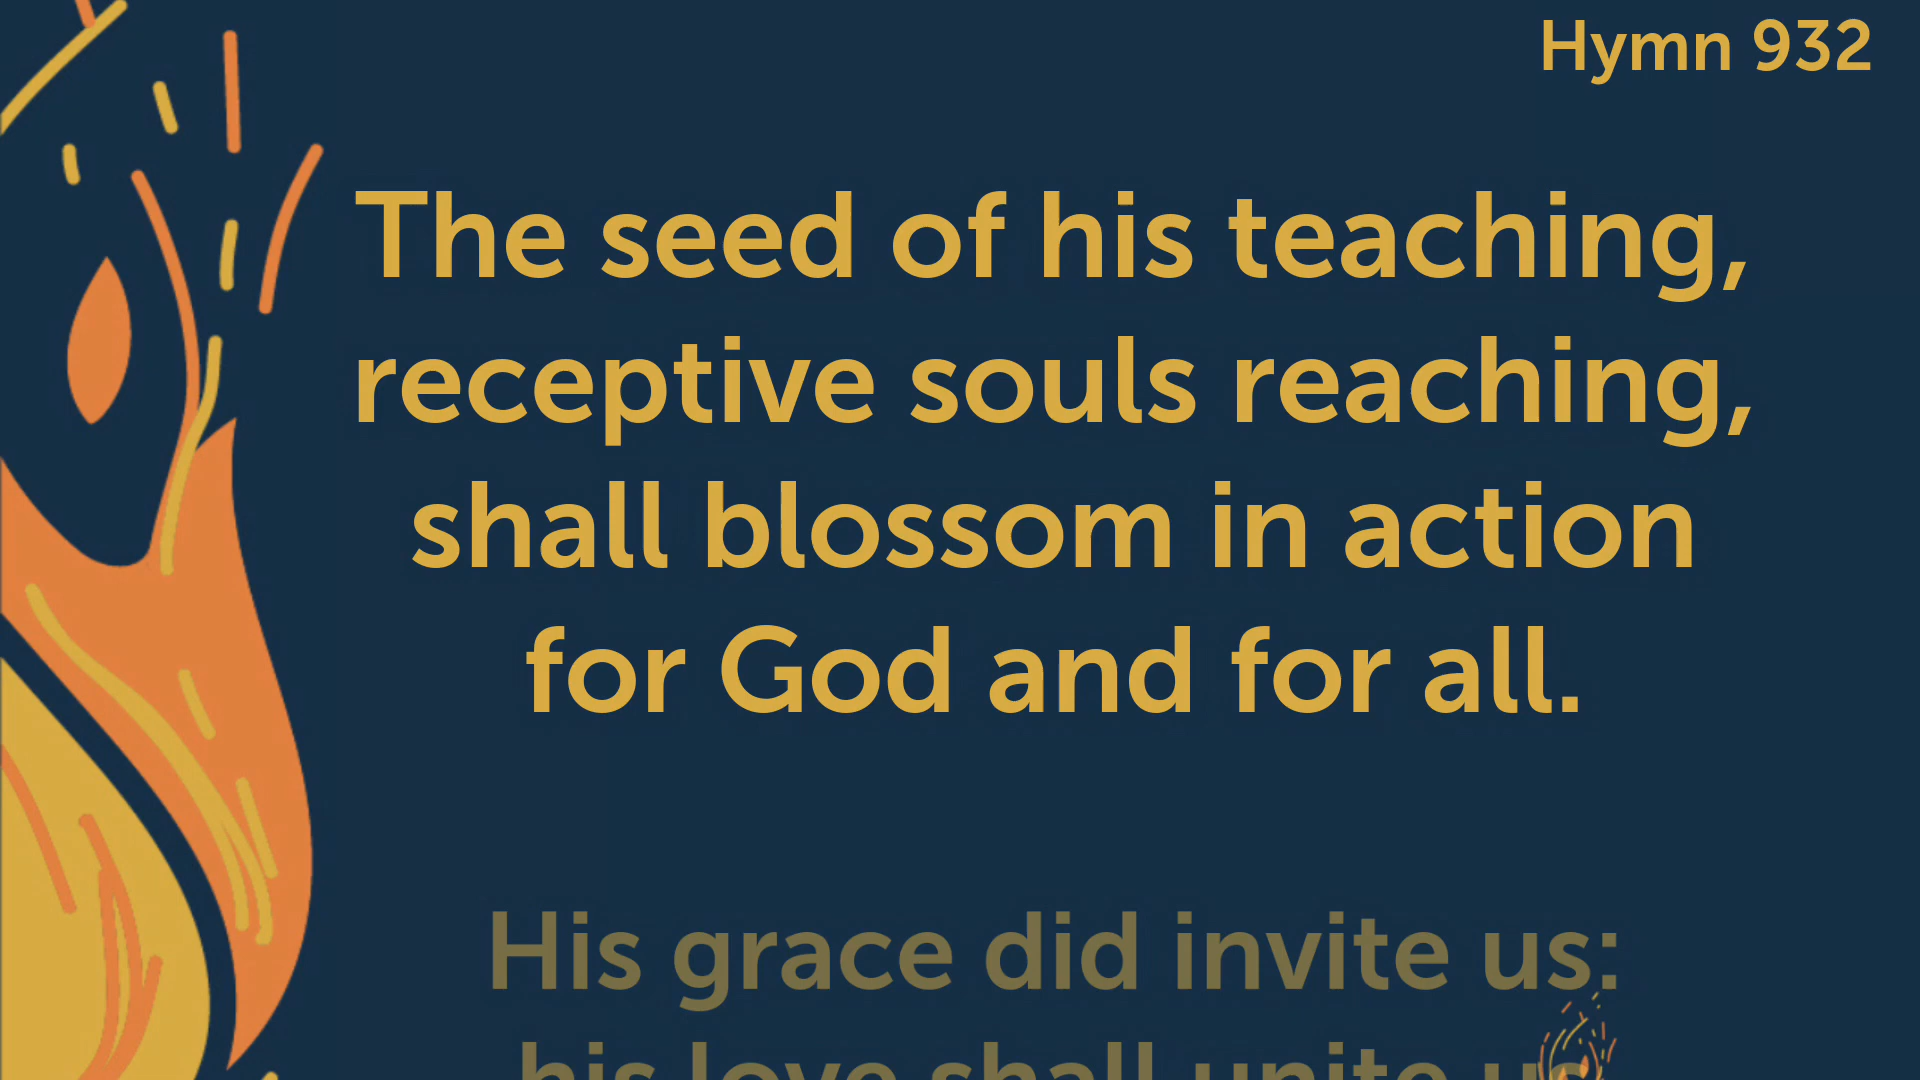 Hymn 932
The seed of his teaching,
receptive souls reaching,
shall blossom in action
for God and for all.
His grace did invite us:
his love shall unite us